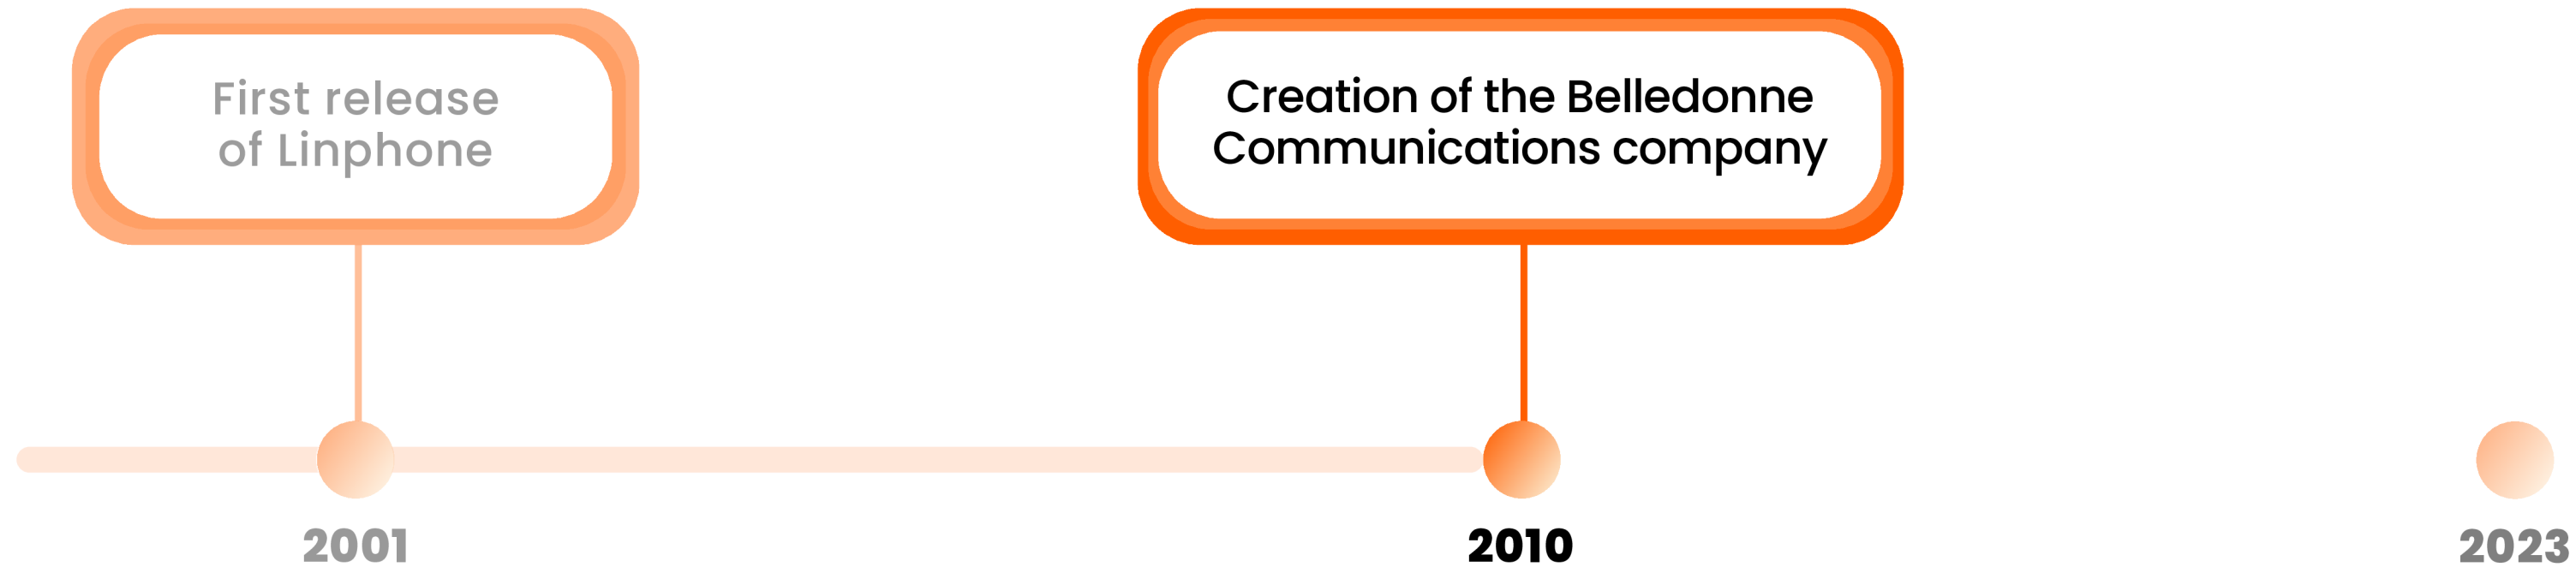 First release
of Linphone
Creation of the Belledonne
Communications company
2001
2010
2023